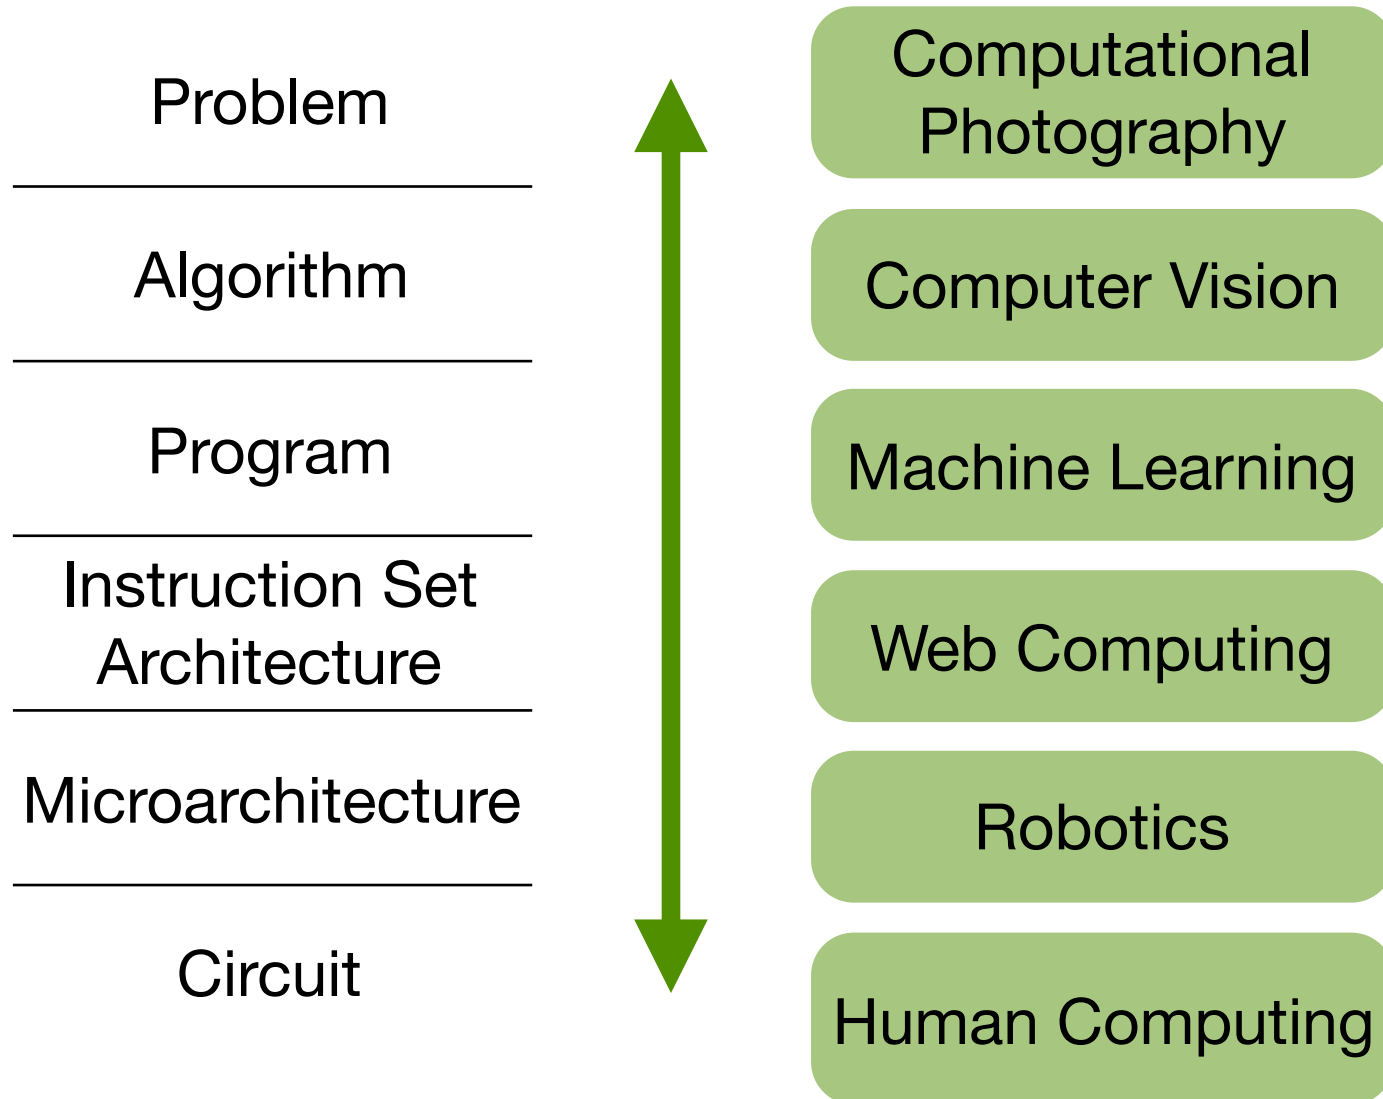 Problem
Algorithm
Program
Instruction Set
Architecture
Microarchitecture
Circuit
Computational
Photography
Computer Vision
Machine Learning
Web Computing
Robotics
Human Computing